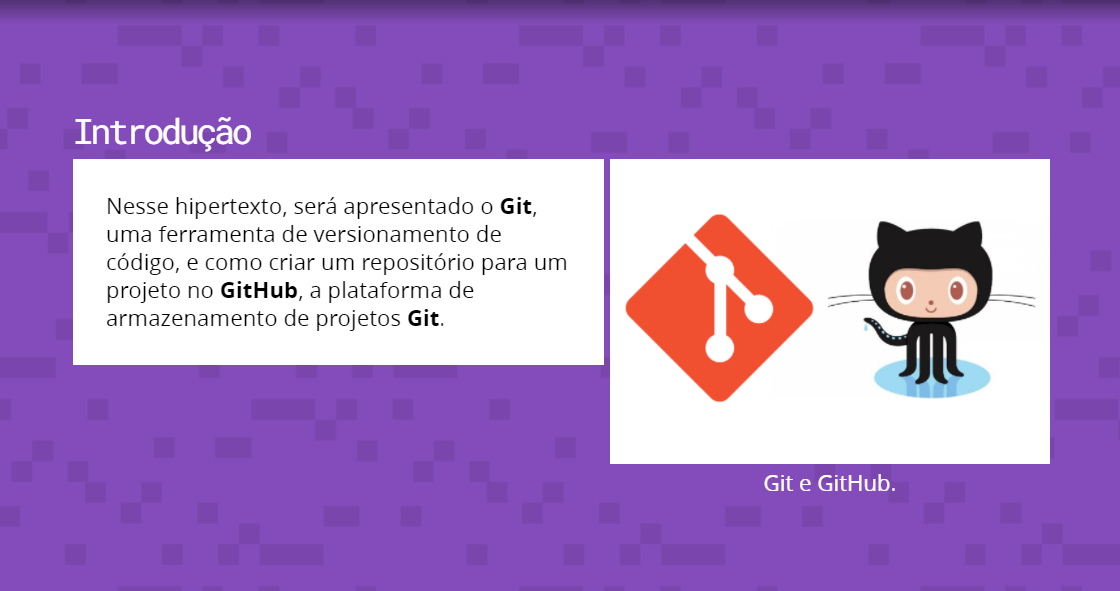 Introdução
Nesse hipertexto, será apresentado o Git,
uma ferramenta de versionamento de
código, e como criar um repositório para um
projeto no GitHub, a plataforma de
armazenamento de projetos Git.
Git e GitHub.